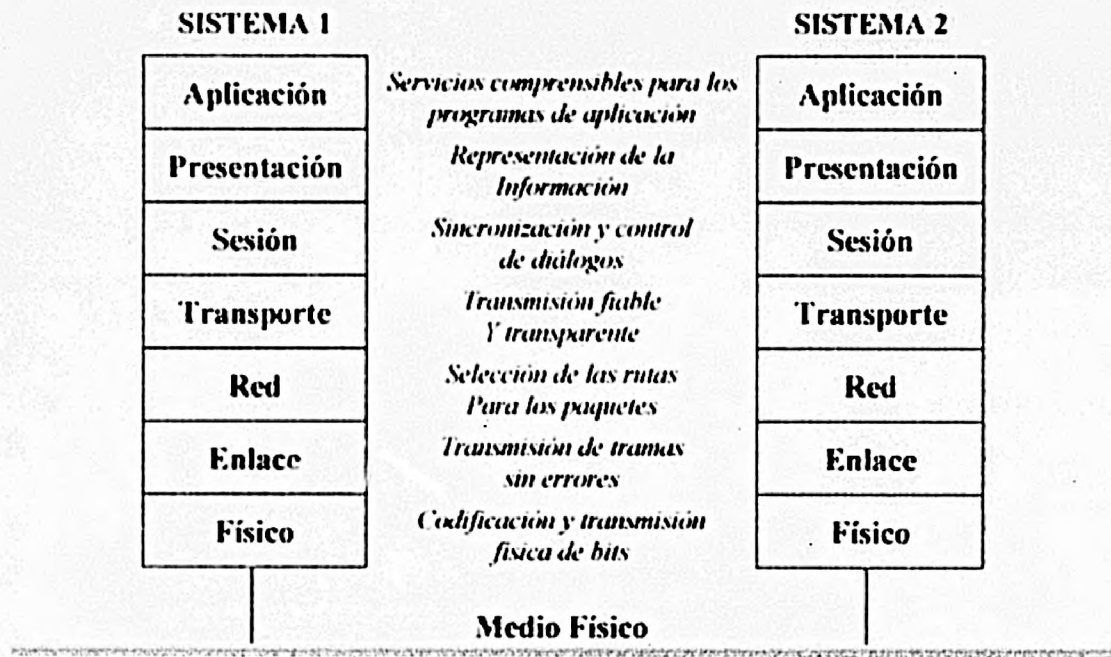 SISTEMA 1
SISTEMA 2
Aplicación
Servicios comprensibles para los
programas de aplicación
Aplicación
Presentación
Representación de la
Información
Presentación
Sesión
Sincronización y control
de diálogos
Sesión
Transporte
Transmisión fiable
Y transparente
Transporte
Red
Selección de las rutas
Para los paquetes
Red
Enlace
Transmisión de tramas
sin errores
Enlace
Físico
Codificación y transmisión
física de bits
Físico
Medio Físico